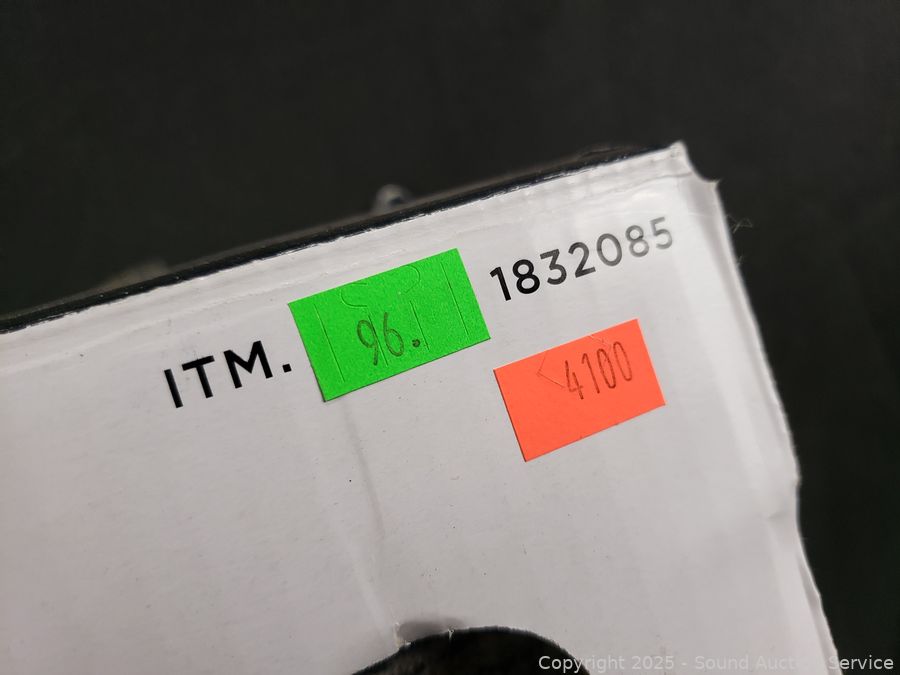 ITM. 96. 1832085
4100
Copyright 2025 - Sound Auction Service